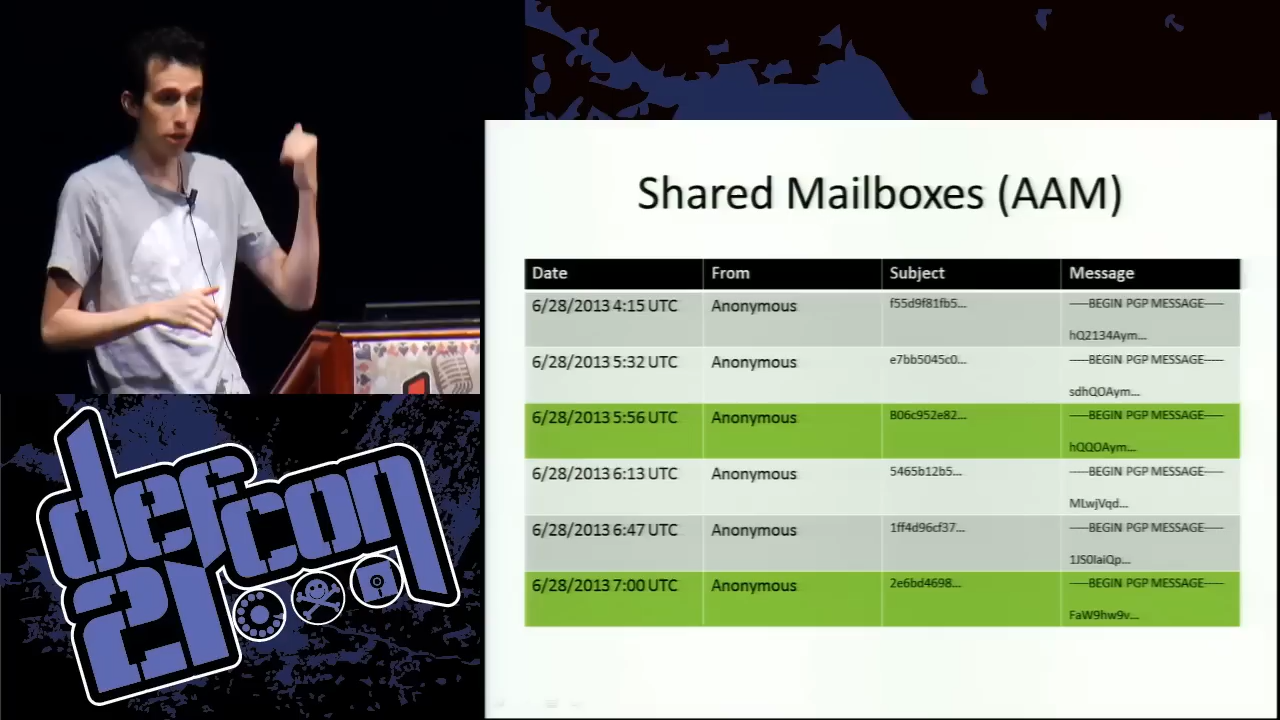 Shared Mailboxes (AAM)
Date From Subject Message
6/28/2013 4:15 UTC Anonymous f55d9f81fb5... -----BEGIN PGP MESSAGE-----
hQ2134Aym...
6/28/2013 5:32 UTC Anonymous e7bb5045c0... -----BEGIN PGP MESSAGE-----
sdhQOAym...
6/28/2013 5:56 UTC Anonymous B06c952e82... -----BEGIN PGP MESSAGE-----
hQQOAym...
6/28/2013 6:13 UTC Anonymous 5465b12b5... -----BEGIN PGP MESSAGE-----
MLwjVqd...
6/28/2013 6:47 UTC Anonymous 1ff4d96cf37... -----BEGIN PGP MESSAGE-----
1JS0IaiQp...
6/28/2013 7:00 UTC Anonymous 2e6bd4698... -----BEGIN PGP MESSAGE-----
FaW9hw9v...
defcon
21